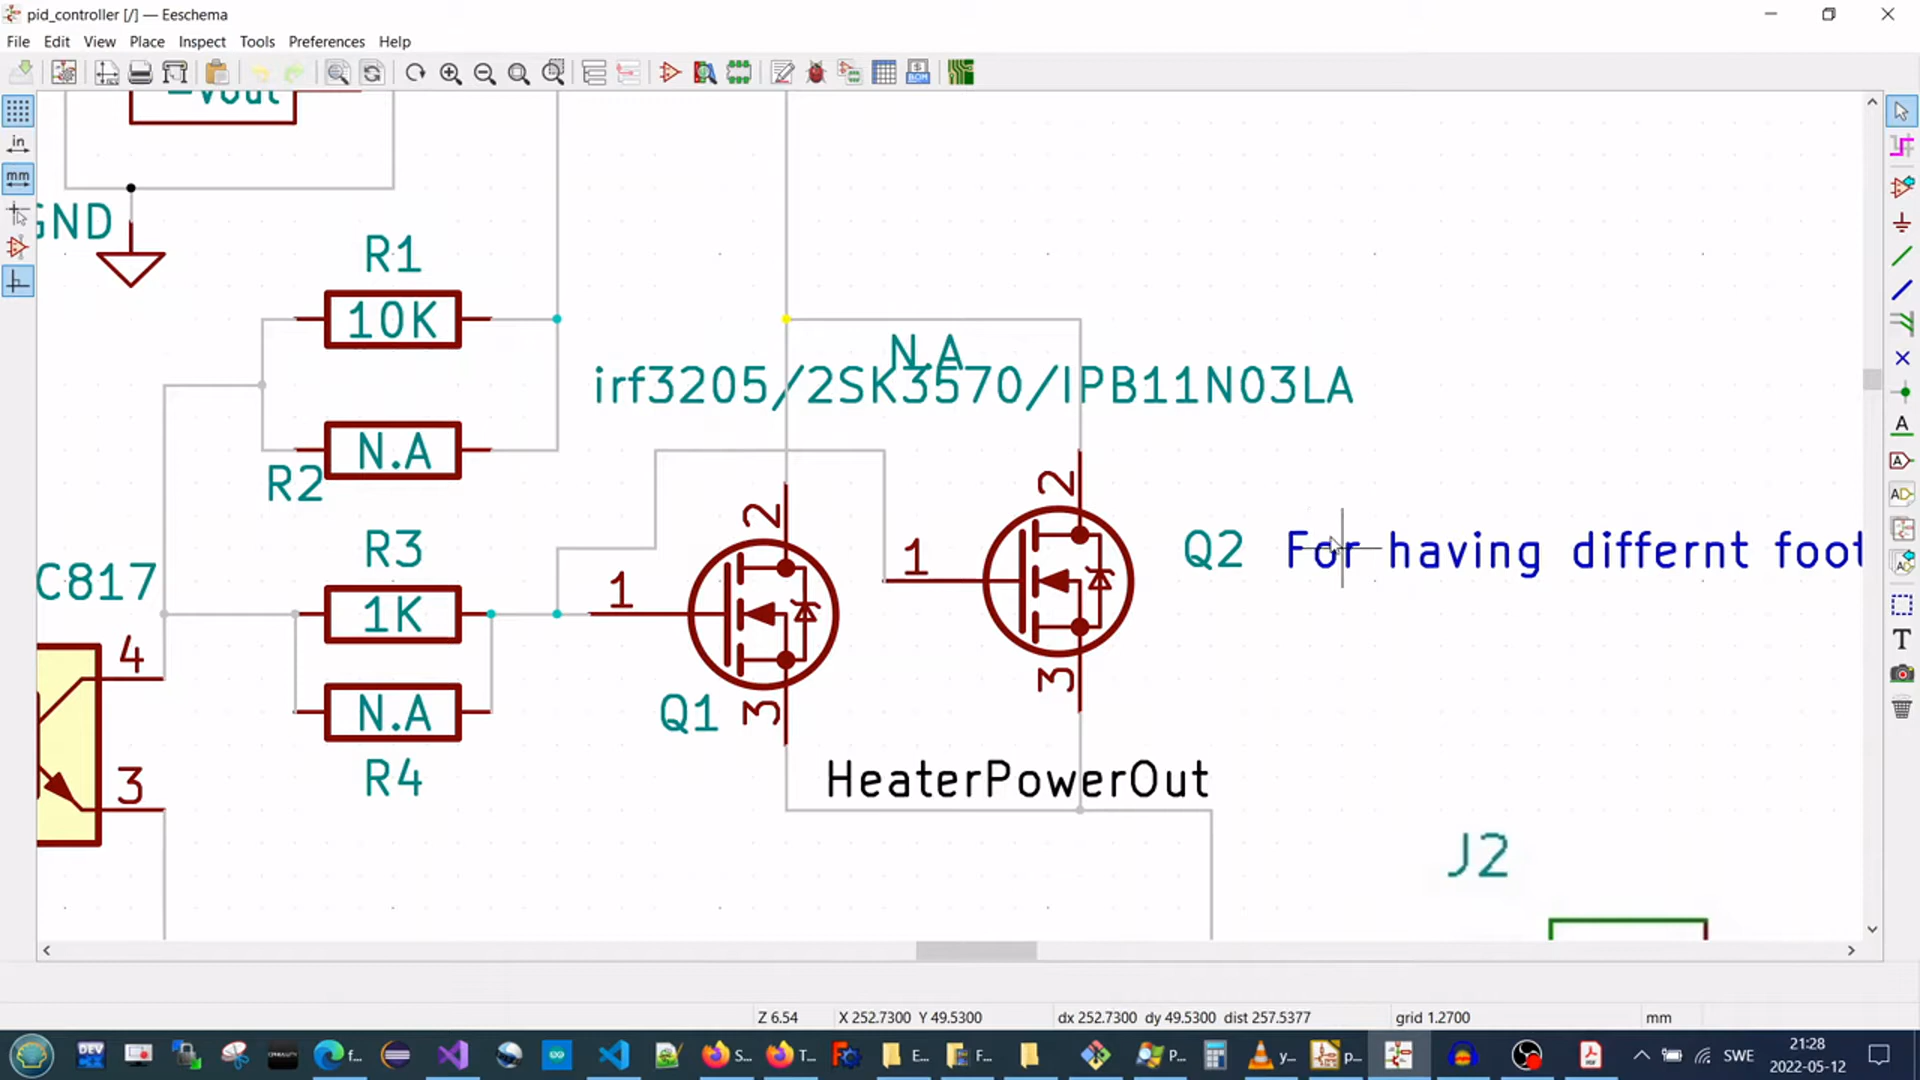 pid_controller [/] — Eeschema
File Edit View Place Inspect Tools Preferences Help
in
mm
GND
R1
10K
R2
N.A
R3
1K
N.A
R4
C817
4
3
N.A
irf3205/2SK3570/IPB11N03LA
1
2
3
Q1
1
2
3
Q2
For having differnt foot
HeaterPowerOut
J2
Z 6.54
X 252.7300 Y 49.5300
dx 252.7300 dy 49.5300 dist 257.5377
grid 1.2700
mm
DEV
f...
S...
T...
E...
F...
P...
y...
p...
SWE
21:28
2022-05-12